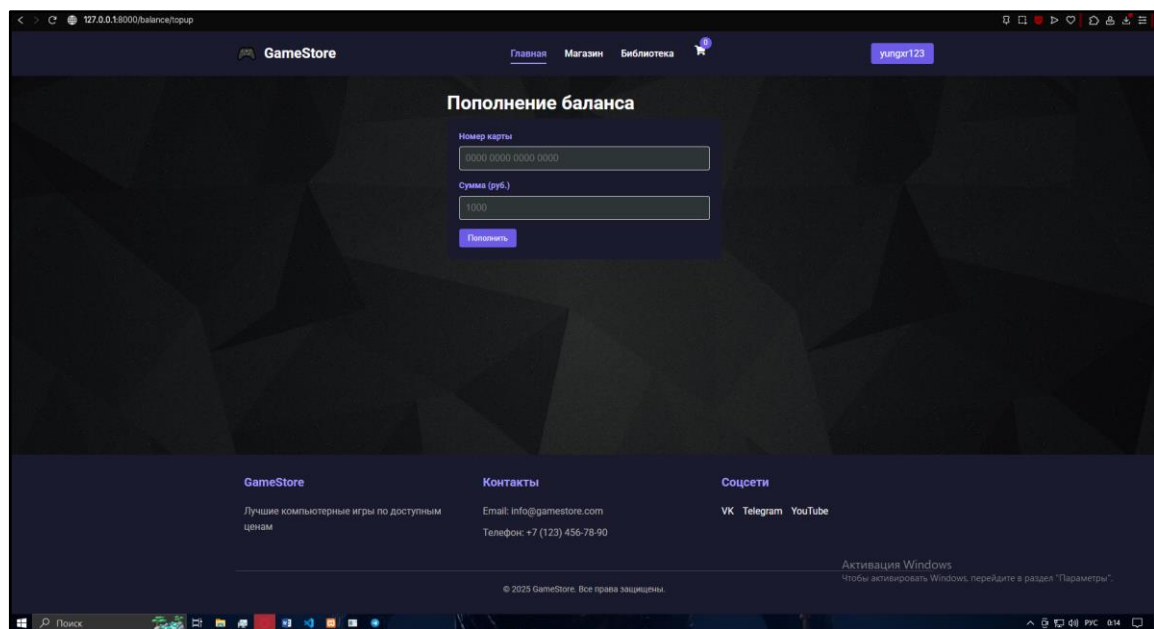 127.0.0.1:8000/balance/topup
GameStore
Главная Магазин Библиотека 0
yungxr123
Пополнение баланса
Номер карты
0000 0000 0000 0000
Сумма (руб.)
1000
Пополнить
GameStore
Лучшие компьютерные игры по доступным
ценам
Контакты
Email: info@gamestore.com
Телефон: +7 (123) 456-78-90
Соцсети
VK Telegram YouTube
Активация Windows
Чтобы активировать Windows, перейдите в раздел "Параметры".
© 2025 GameStore. Все права защищены.
Поиск
РУС 0:14